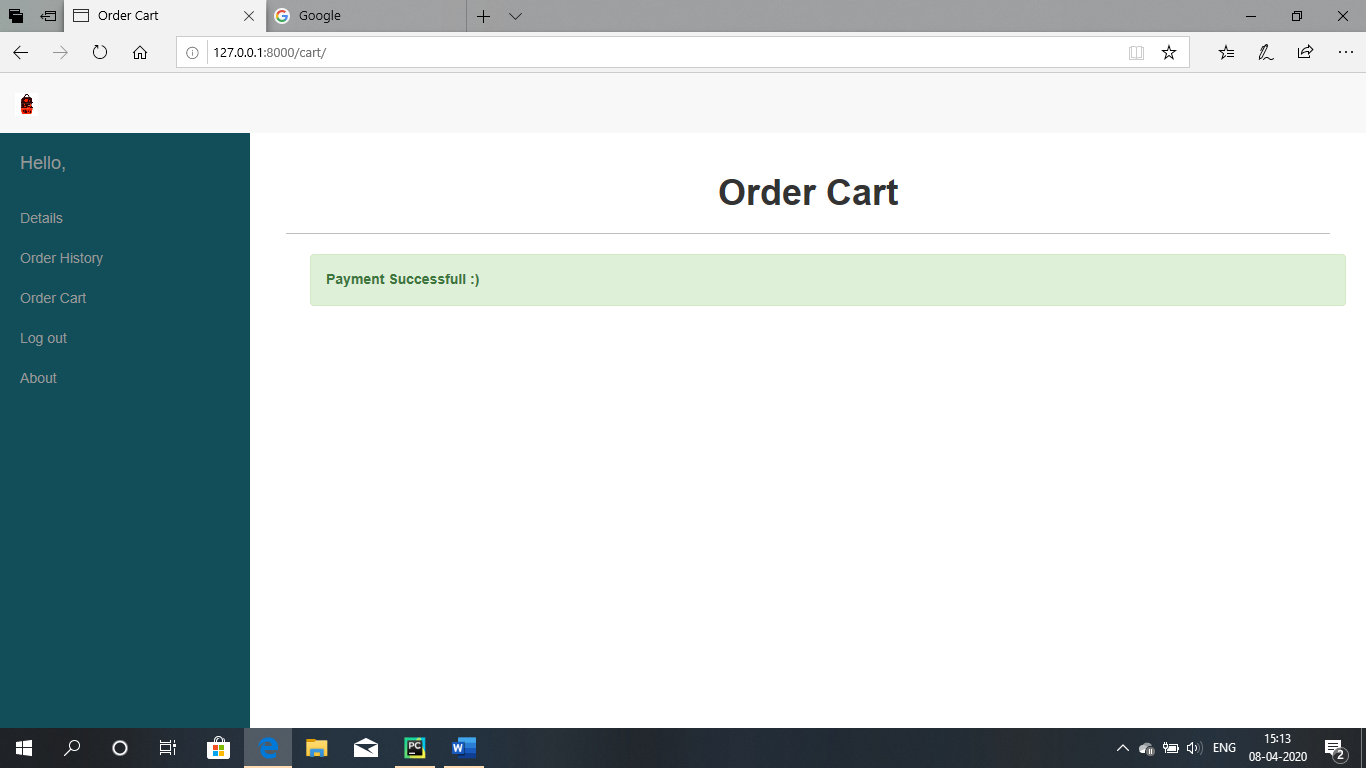 Order Cart
Google
127.0.0.1:8000/cart/
Hello,
Details
Order History
Order Cart
Log out
About
Order Cart
Payment Successfull :)
PC
W
ENG
15:13
08-04-2020
2